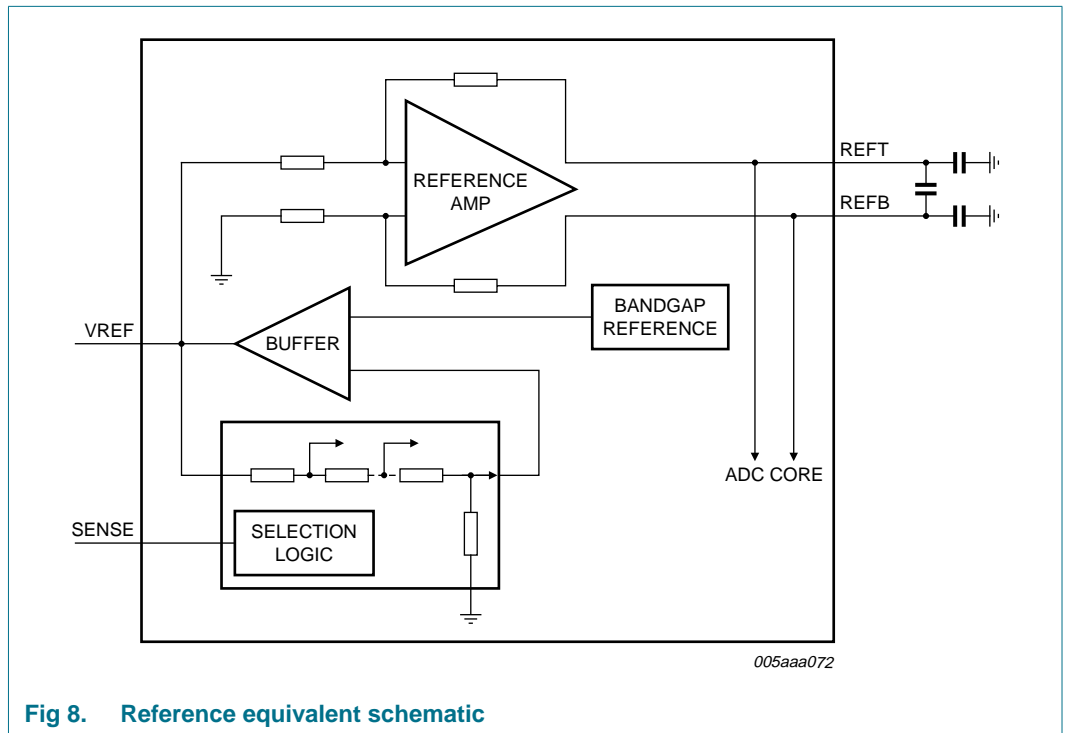 REFERENCE
AMP
REFT
REFB
BANDGAP
REFERENCE
VREF
BUFFER
ADC CORE
SENSE
SELECTION
LOGIC
005aaa072
Fig 8. Reference equivalent schematic